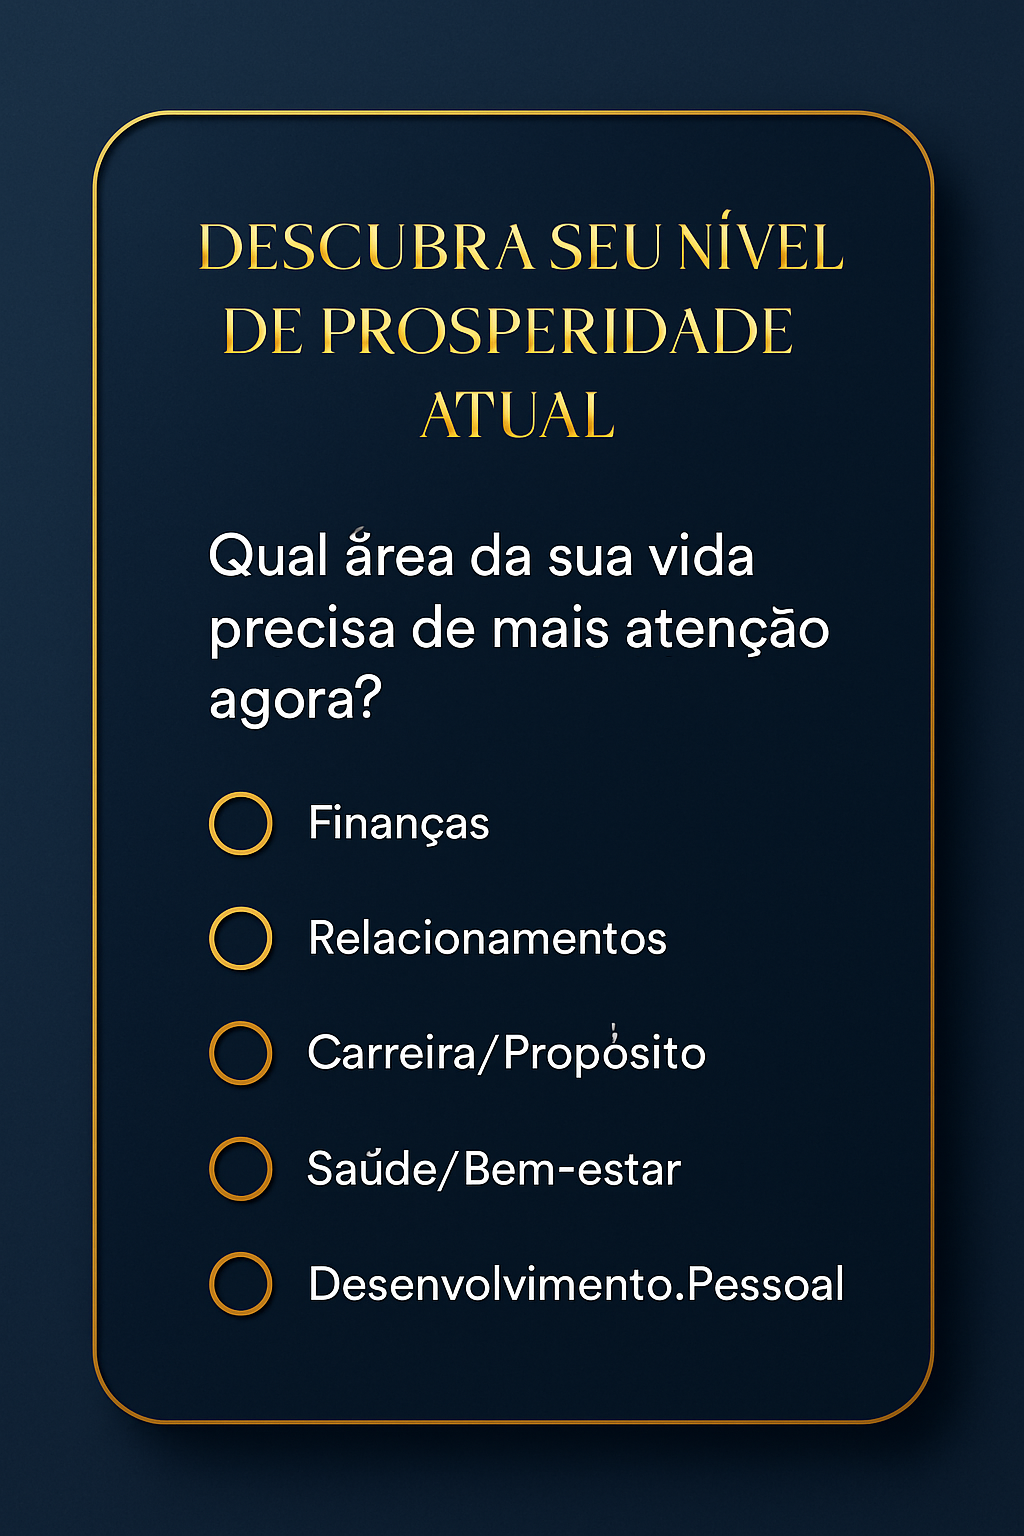 DESCUBRA SEU NÍVEL
DE PROSPERIDADE
ATUAL
Qual área da sua vida
precisa de mais atenção
agora?
Finanças
Relacionamentos
Carreira/Propósito
Saúde/Bem-estar
Desenvolvimento.Pessoal